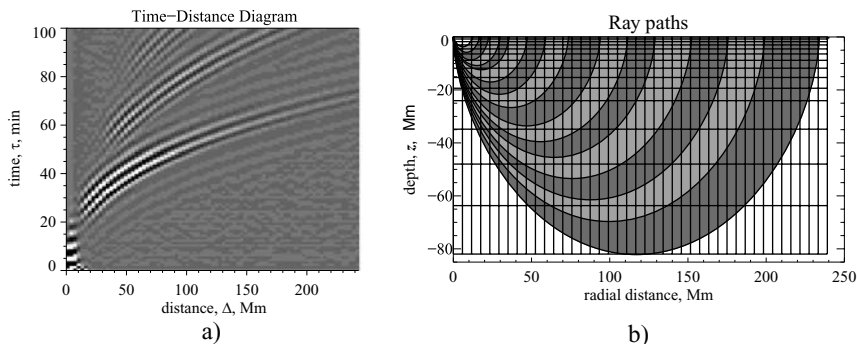 Time−Distance Diagram
100
80
60
40
20
0
time, τ, min
0 50 100 150 200
distance, Δ, Mm
a)
Ray paths
0
−20
−40
−60
−80
depth, z, Mm
0 50 100 150 200 250
radial distance, Mm
b)